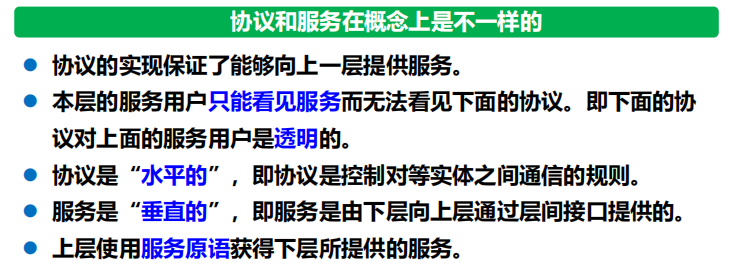 协议和服务在概念上是不一样的
● 协议的实现保证了能够向上一层提供服务。
● 本层的服务用户只能看见服务而无法看见下面的协议。即下面的协
议对上面的服务用户是透明的。
● 协议是“水平的”，即协议是控制对等实体之间通信的规则。
● 服务是“垂直的”，即服务是由下层向上层通过层间接口提供的。
● 上层使用服务原语获得下层所提供的服务。